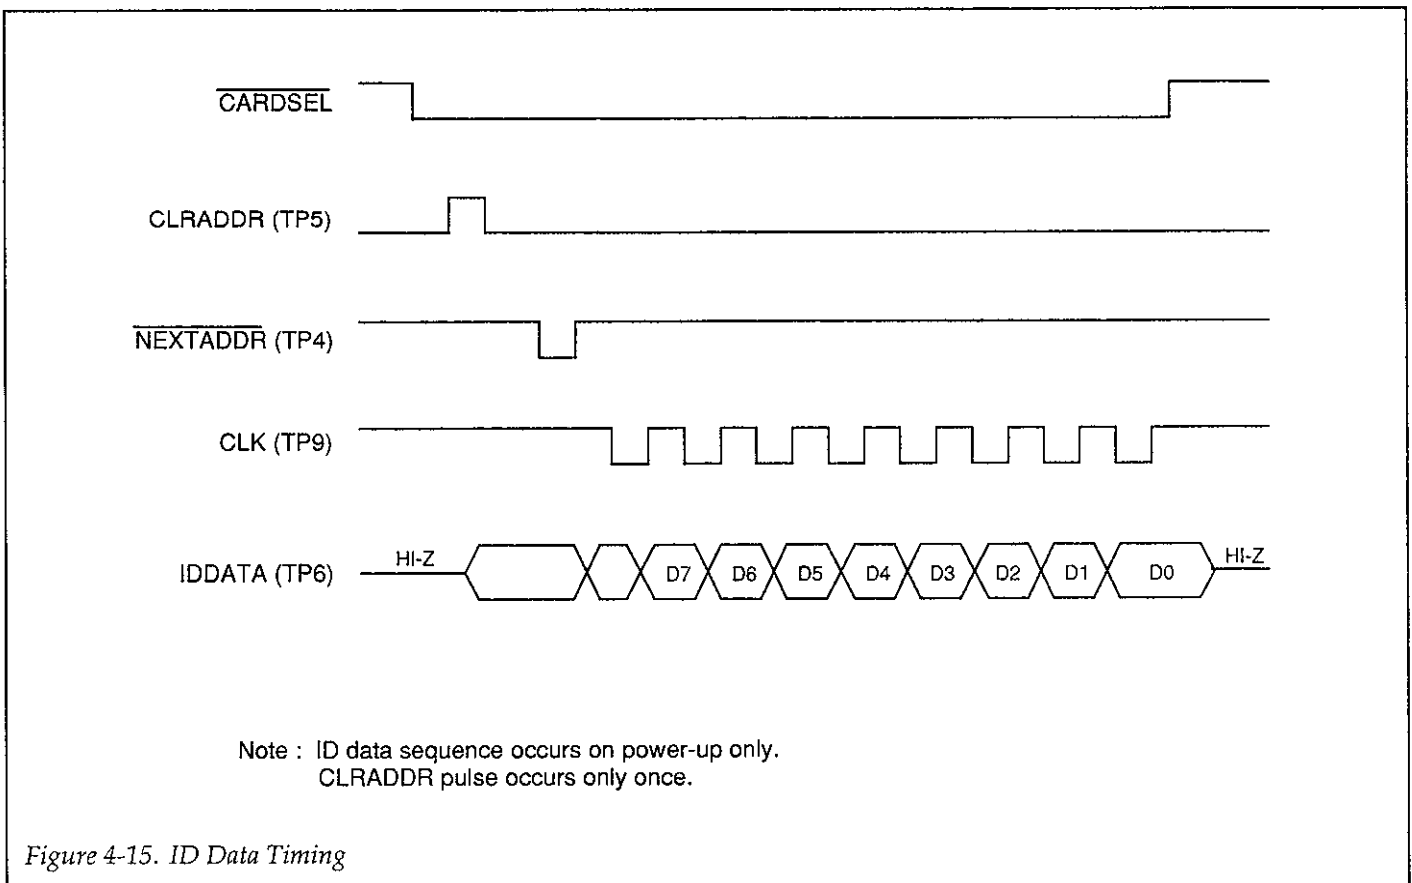 CARDSEL
CLRADDR (TP5)
NEXTADDR (TP4)
CLK (TP9)
IDDATA (TP6)
HI-Z
D7 D6 D5 D4 D3 D2 D1 D0
HI-Z
Note : ID data sequence occurs on power-up only.
CLRADDR pulse occurs only once.
Figure 4-15. ID Data Timing